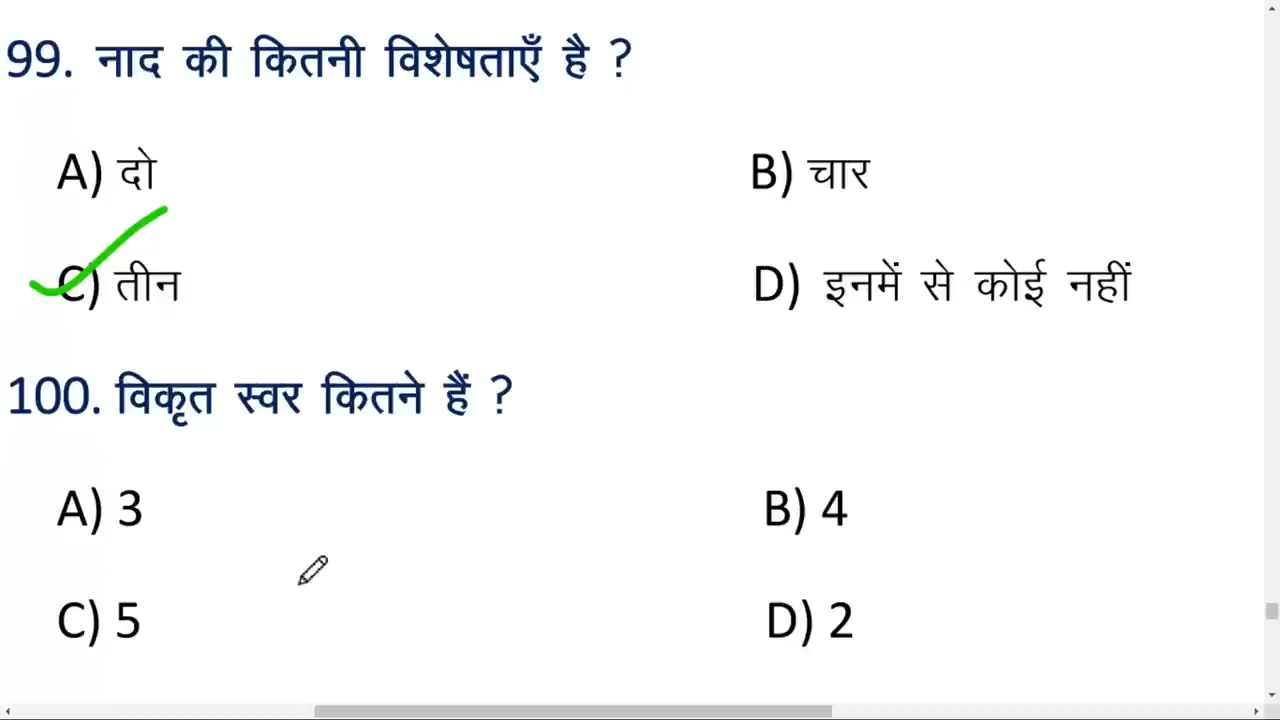 99. नाद की कितनी विशेषताएँ है ?
A) दो
B) चार
C) तीन
D) इनमें से कोई नहीं
100. विकृत स्वर कितने हैं ?
A) 3
B) 4
C) 5
D) 2